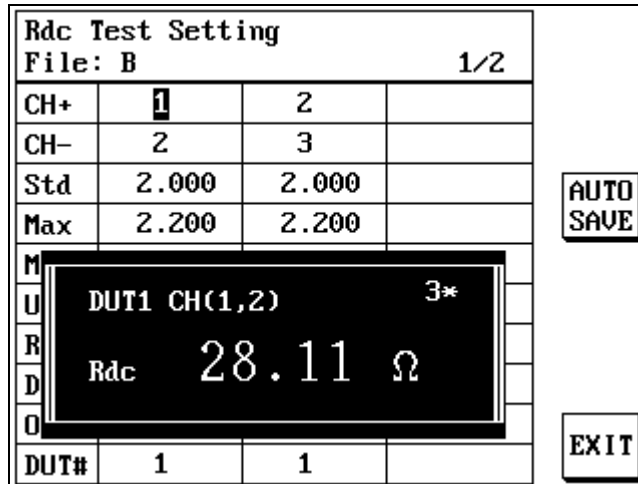 Rdc Test Setting
File: B 1/2
CH+ 1 2
CH- 2 3
Std 2.000 2.000
Max 2.200 2.200
M
U
R
D
O
DUT1 CH(1,2) 3*
Rdc 28.11 Ω
DUT# 1 1
AUTO
SAVE
EXIT